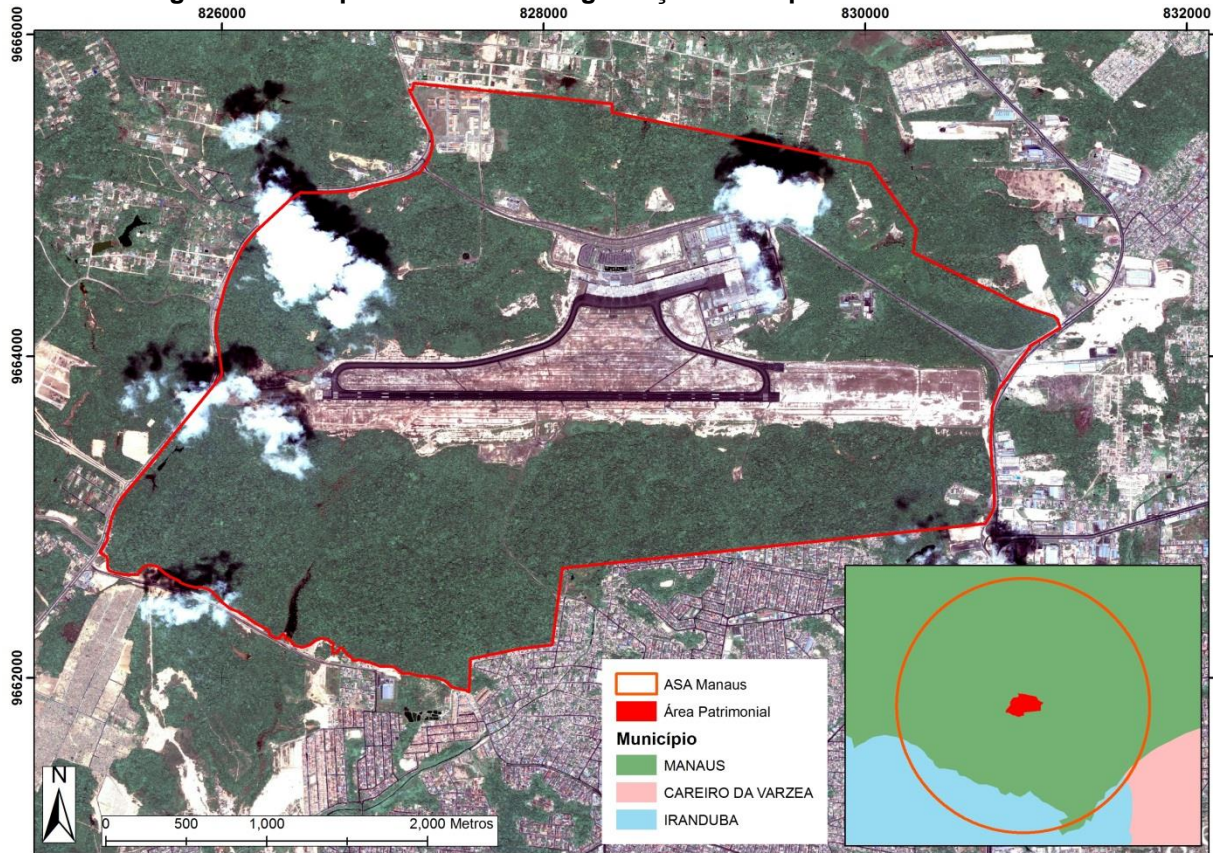 826000
828000
830000
832000
9666000
9664000
9662000
ASA Manaus
Área Patrimonial
Município
MANAUS
CAREIRO DA VARZEA
IRANDUBA
N
0 500 1,000 2,000 Metros